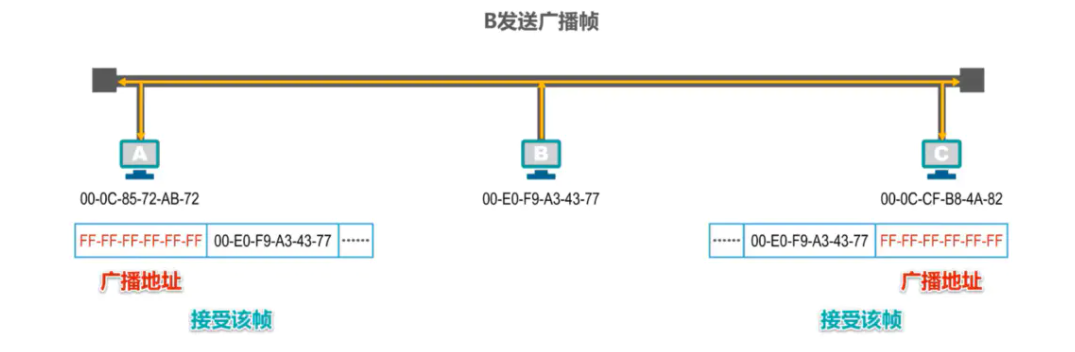 B发送广播帧
A
B
C
00-0C-85-72-AB-72
00-E0-F9-A3-43-77
00-0C-CF-B8-4A-82
FF-FF-FF-FF-FF-FF 00-E0-F9-A3-43-77 ······
······ 00-E0-F9-A3-43-77 FF-FF-FF-FF-FF-FF
广播地址
广播地址
接受该帧
接受该帧